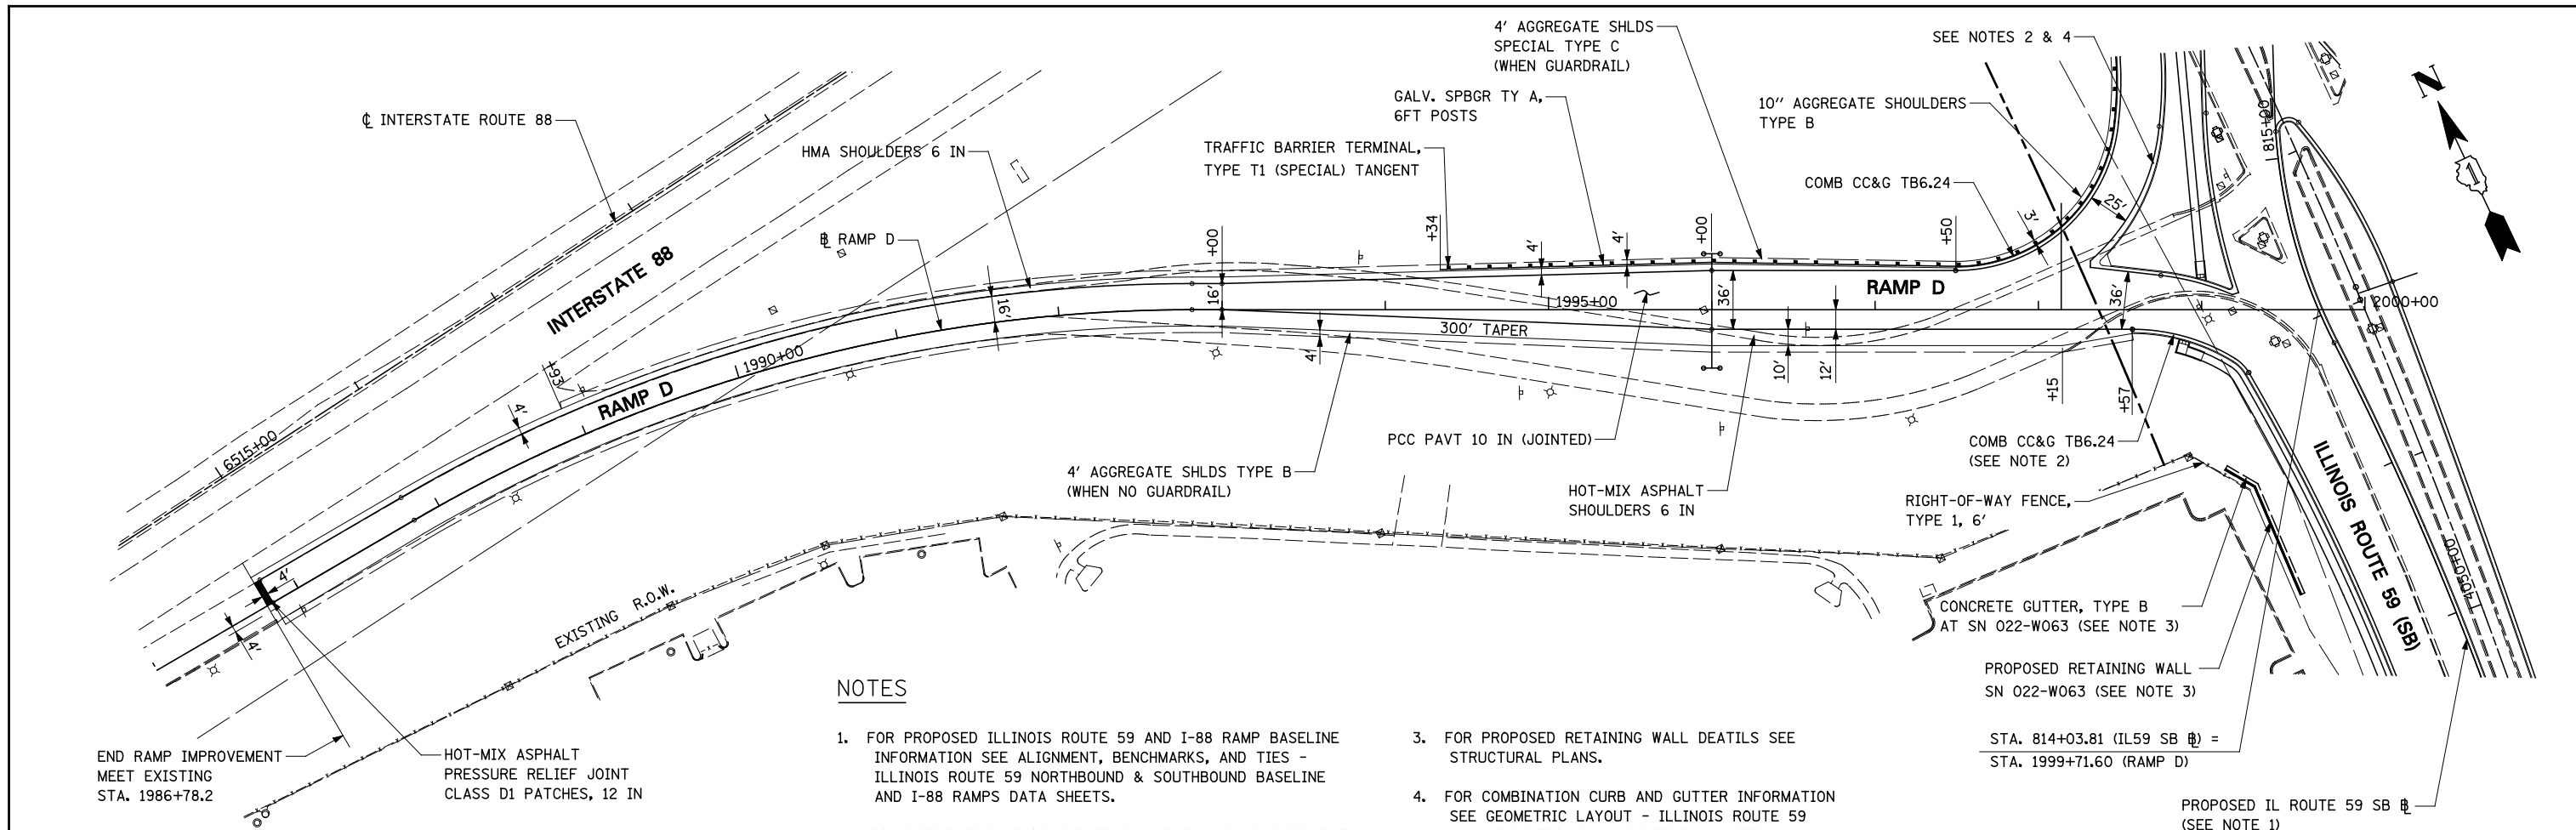 4' AGGREGATE SHLDS
SPECIAL TYPE C
(WHEN GUARDRAIL)
SEE NOTES 2 & 4
N
1
815+00
℄ INTERSTATE ROUTE 88
GALV. SPBGR TY A,
6FT POSTS
10" AGGREGATE SHOULDERS
TYPE B
HMA SHOULDERS 6 IN
TRAFFIC BARRIER TERMINAL,
TYPE T1 (SPECIAL) TANGENT
COMB CC&G TB6.24
25'
3'
+34
+00
+50
+00
4'
4'
INTERSTATE 88
BL RAMP D
16'
16'
36'
36'
1995+00
RAMP D
2000+00
300' TAPER
4'
10'
12'
+15
+57
+93
1990+00
RAMP D
4'
6515+00
PCC PAVT 10 IN (JOINTED)
COMB CC&G TB6.24
(SEE NOTE 2)
4' AGGREGATE SHLDS TYPE B
(WHEN NO GUARDRAIL)
HOT-MIX ASPHALT
SHOULDERS 6 IN
RIGHT-OF-WAY FENCE,
TYPE 1, 6'
ILLINOIS ROUTE 59 (SB)
4050+00
4'
4'
EXISTING R.O.W.
CONCRETE GUTTER, TYPE B
AT SN 022-W063 (SEE NOTE 3)
PROPOSED RETAINING WALL
SN 022-W063 (SEE NOTE 3)
STA. 814+03.81 (IL59 SB BL) =
STA. 1999+71.60 (RAMP D)
PROPOSED IL ROUTE 59 SB BL
(SEE NOTE 1)
END RAMP IMPROVEMENT
MEET EXISTING
STA. 1986+78.2
HOT-MIX ASPHALT
PRESSURE RELIEF JOINT
CLASS D1 PATCHES, 12 IN
NOTES
1. FOR PROPOSED ILLINOIS ROUTE 59 AND I-88 RAMP BASELINE
INFORMATION SEE ALIGNMENT, BENCHMARKS, AND TIES -
ILLINOIS ROUTE 59 NORTHBOUND & SOUTHBOUND BASELINE
AND I-88 RAMPS DATA SHEETS.
3. FOR PROPOSED RETAINING WALL DEATILS SEE
STRUCTURAL PLANS.
4. FOR COMBINATION CURB AND GUTTER INFORMATION
SEE GEOMETRIC LAYOUT - ILLINOIS ROUTE 59